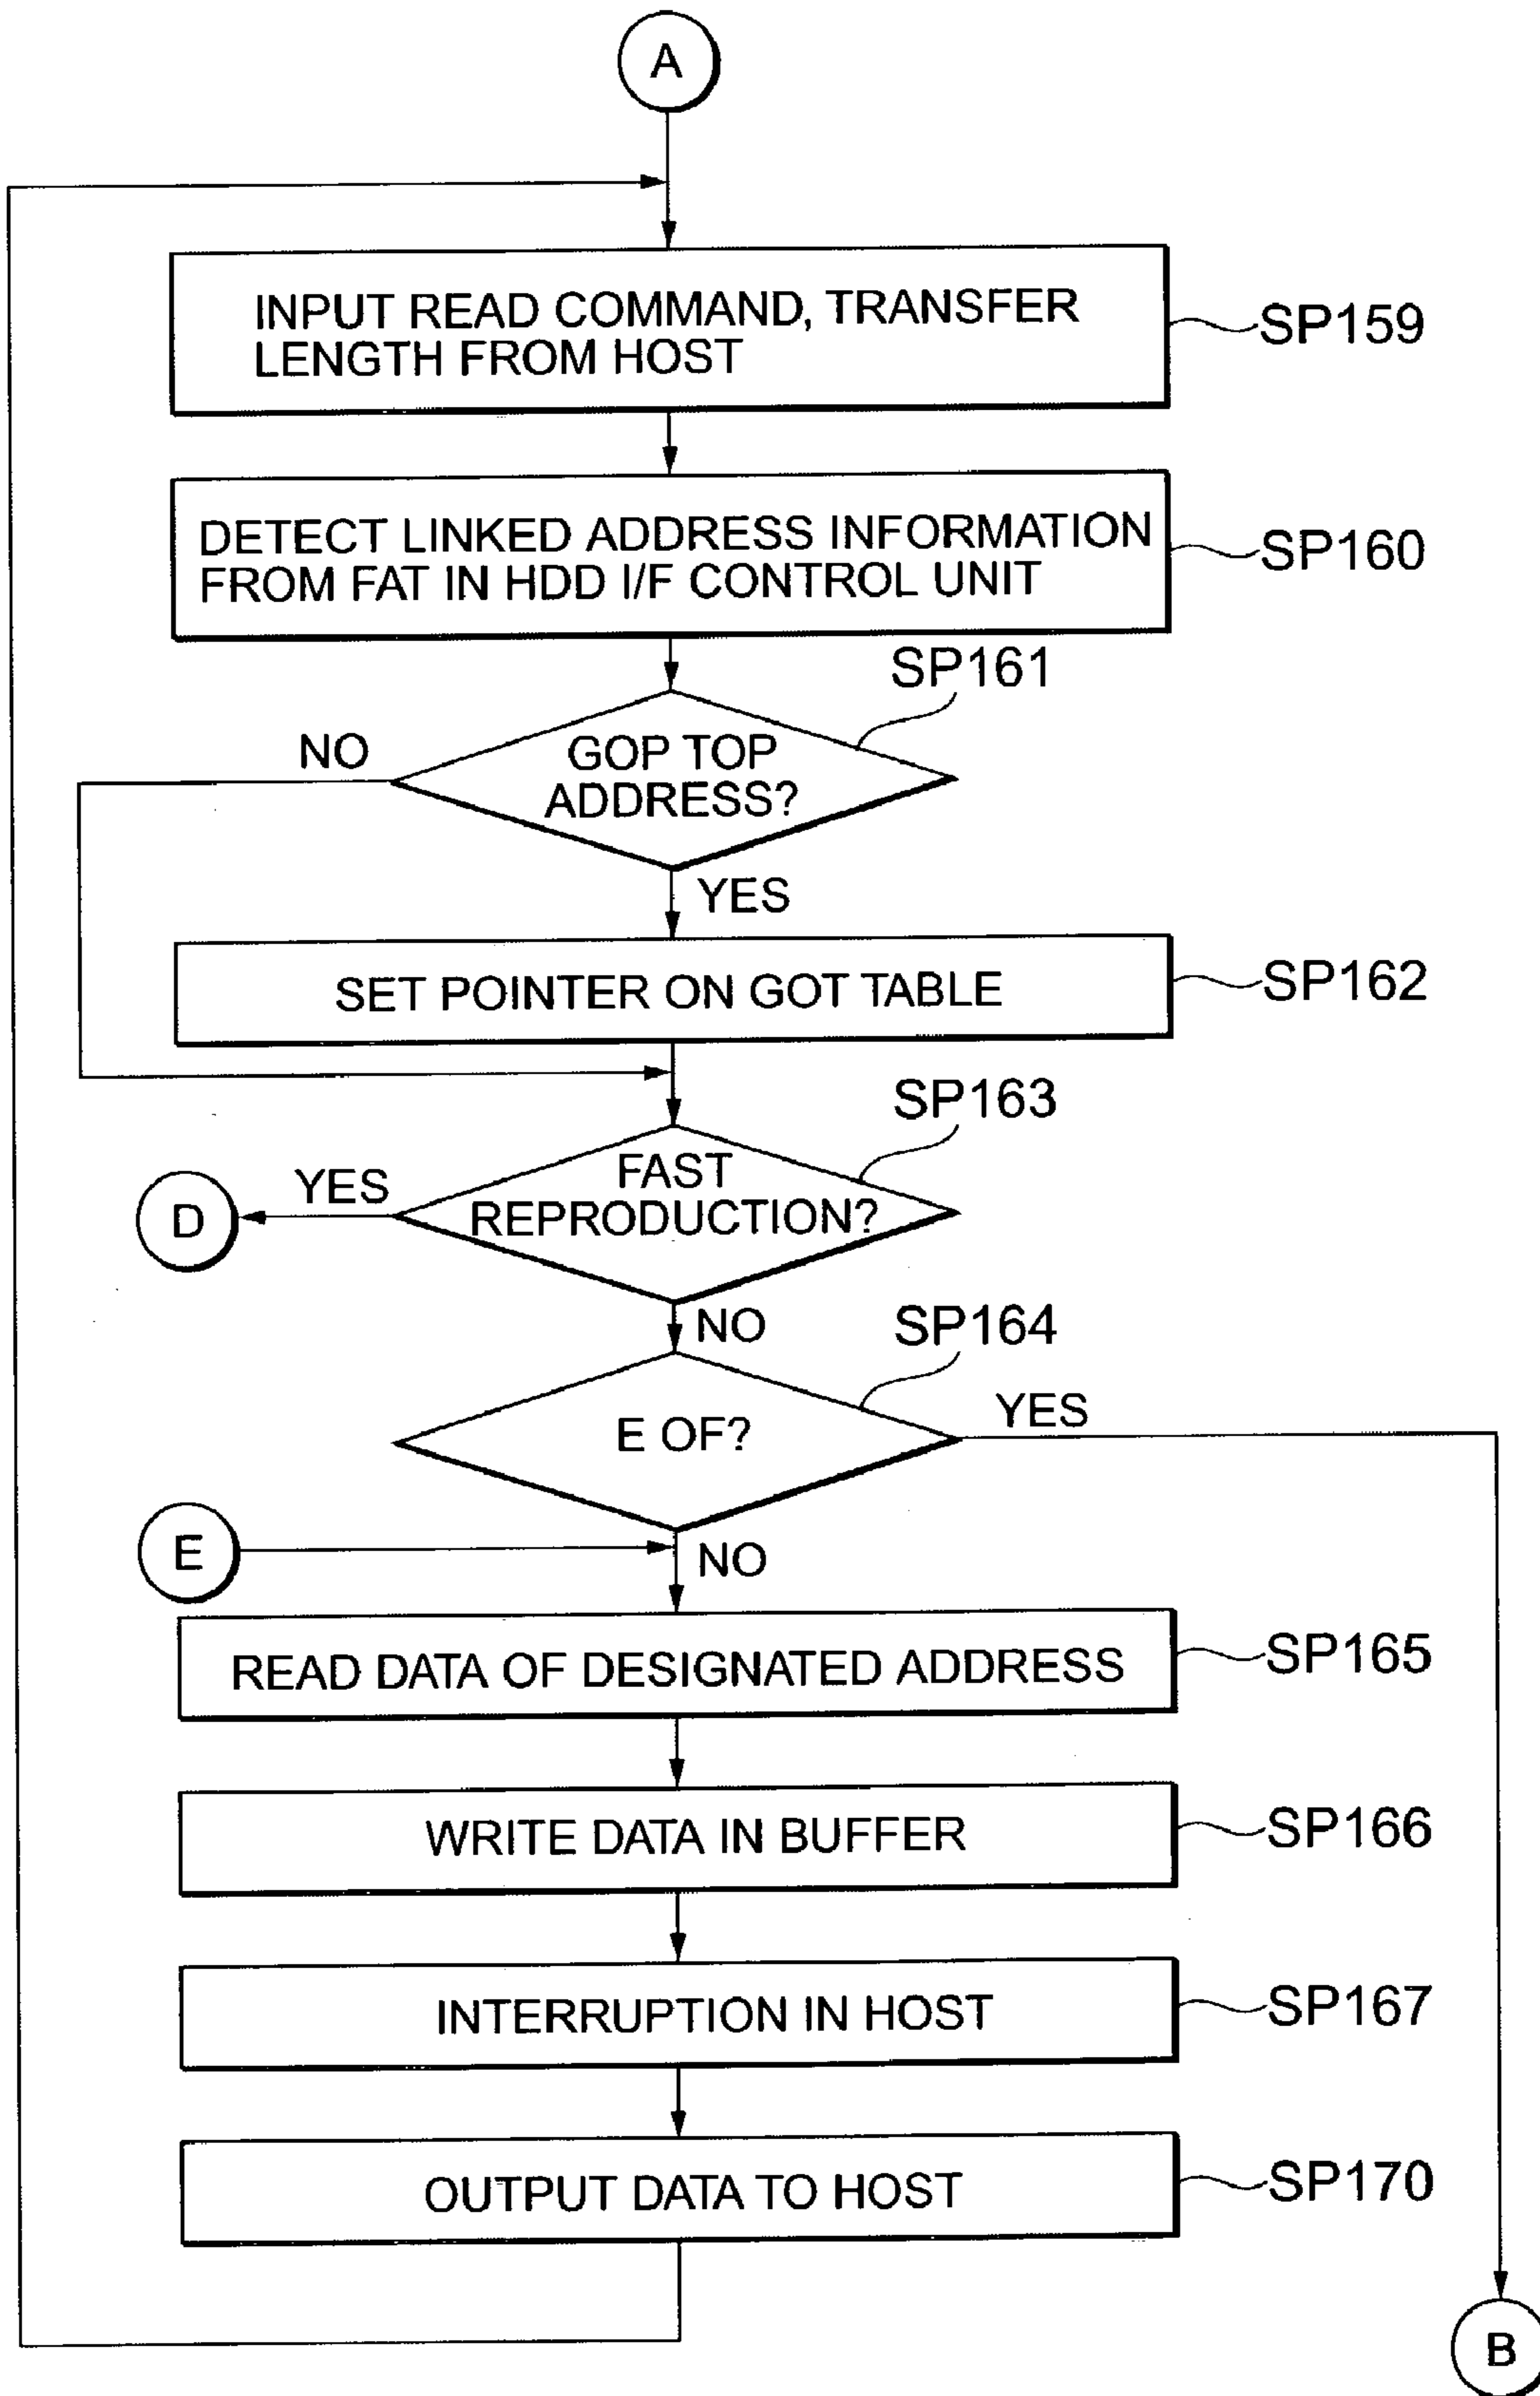 A
INPUT READ COMMAND, TRANSFER
LENGTH FROM HOST
SP159
DETECT LINKED ADDRESS INFORMATION
FROM FAT IN HDD I/F CONTROL UNIT
SP160
SP161
NO
GOP TOP
ADDRESS?
YES
SET POINTER ON GOT TABLE
SP162
SP163
D
YES
FAST
REPRODUCTION?
NO
SP164
E OF?
YES
E
NO
READ DATA OF DESIGNATED ADDRESS
SP165
WRITE DATA IN BUFFER
SP166
INTERRUPTION IN HOST
SP167
OUTPUT DATA TO HOST
SP170
B